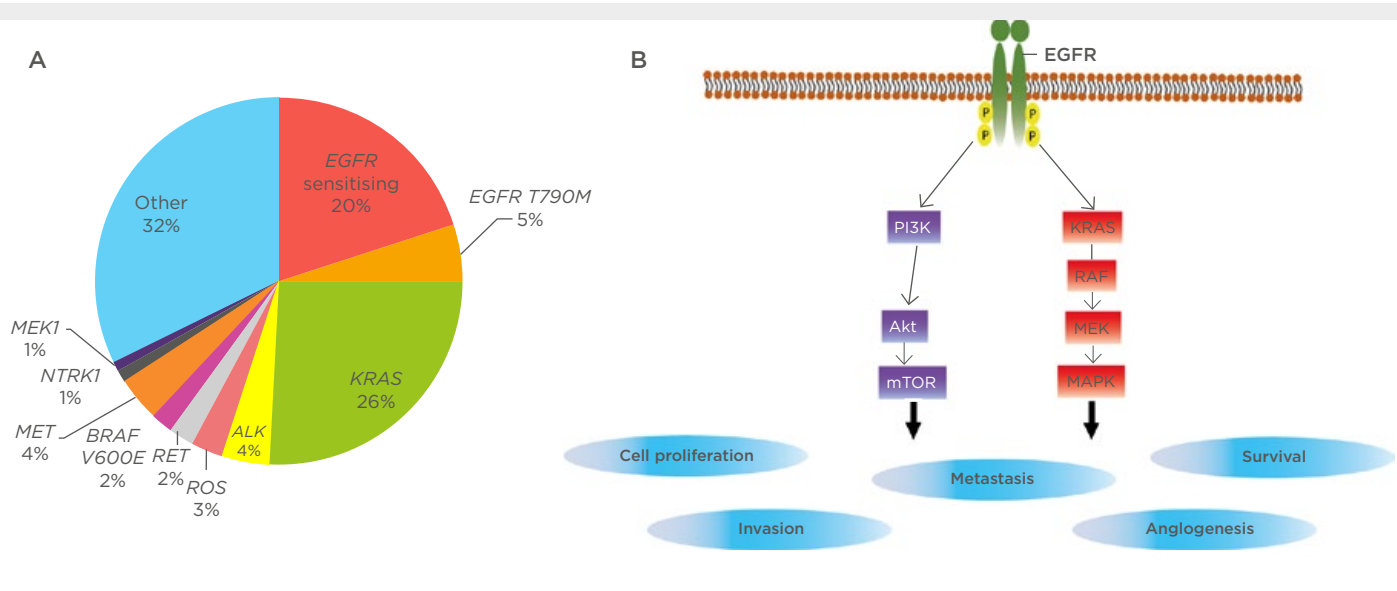 A
EGFR
sensitising
20%
EGFR T790M
5%
Other
32%
KRAS
26%
MEK1
1%
NTRK1
1%
MET
4%
BRAF
V600E
2%
RET
2%
ROS
3%
ALK
4%
B
EGFR
P
P
P
P
PI3K
KRAS
RAF
Akt
MEK
mTOR
MAPK
Cell proliferation
Metastasis
Survival
Invasion
Anglogenesis